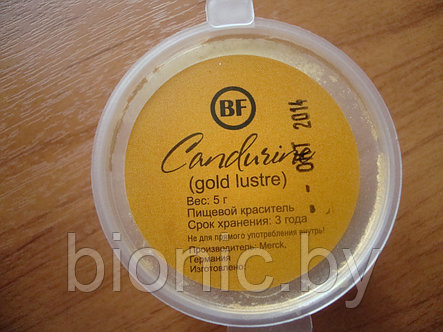 BF
Candurine
(gold lustre)
Вес: 5 г
Пищевой краситель
Срок хранения: 3 года
Не для прямого употребления внутрь!
Производитель: Merck,
Германия
Изготовлено:
2014
bionic.by